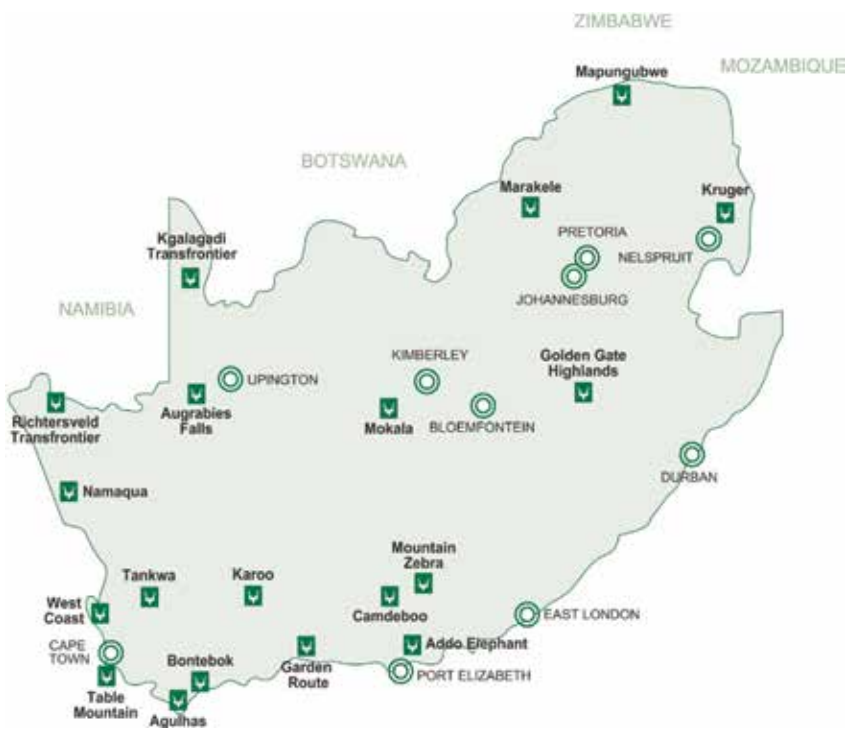 ZIMBABWE
MOZAMBIQUE
Mapungubwe
BOTSWANA
Marakele
Kruger
PRETORIA
NELSPRUIT
Kgalagadi
Transfrontier
JOHANNESBURG
NAMIBIA
KIMBERLEY
Golden Gate
Highlands
UPINGTON
Richtersveld
Transfrontier
Augrabies
Falls
Mokala
BLOEMFONTEIN
DURBAN
Namaqua
Mountain
Zebra
Tankwa
Karoo
West
Coast
Camdeboo
EAST LONDON
CAPE
TOWN
Bontebok
Garden
Route
Addo Elephant
PORT ELIZABETH
Table
Mountain
Agulhas